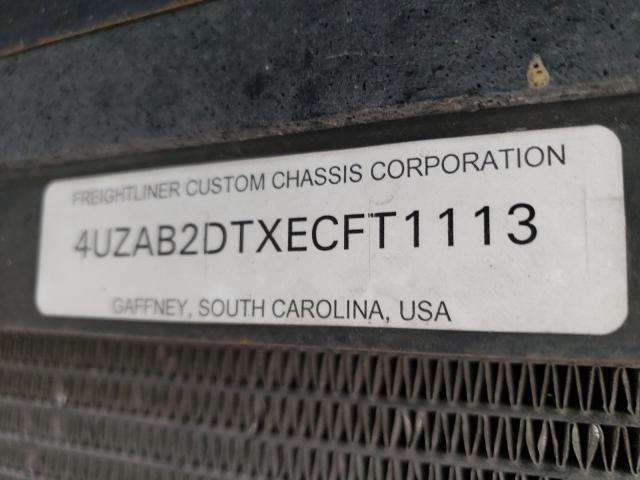 FREIGHTLINER CUSTOM CHASSIS CORPORATION
4UZAB2DTXECFT1113
GAFFNEY, SOUTH CAROLINA, USA